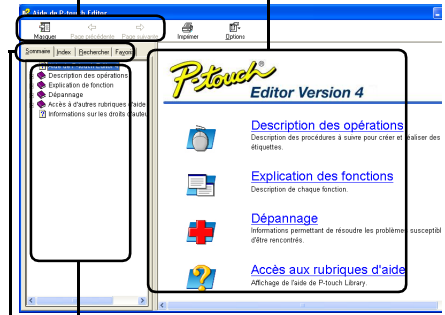 Aide de P-touch Editor
Masquer Page précédente Page suivante Imprimer Options
Sommaire Index Rechercher Favoris
Description des opérations
Explication de fonction
Dépannage
Accès à d'autres rubriques d'aide
Informations sur les droits d'auteu
P-touch
Editor Version 4
Description des opérations
Description des procédures à suivre pour créer et réaliser des
étiquettes.
Explication des fonctions
Description de chaque fonction.
Dépannage
Informations permettant de résoudre les problèmes susceptibl
d'être rencontrés.
Accès aux rubriques d'aide
Affichage de l'aide de P-touch Library.